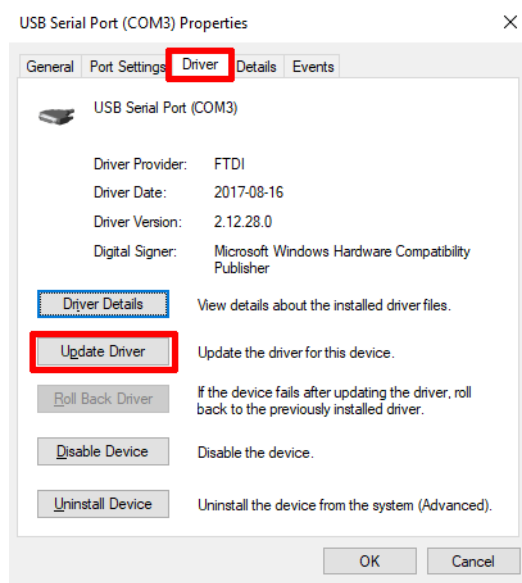 USB Serial Port (COM3) Properties
General Port Settings Driver Details Events
USB Serial Port (COM3)
Driver Provider: FTDI
Driver Date: 2017-08-16
Driver Version: 2.12.28.0
Digital Signer: Microsoft Windows Hardware Compatibility
Publisher
Driver Details View details about the installed driver files.
Update Driver Update the driver for this device.
Roll Back Driver If the device fails after updating the driver, roll
back to the previously installed driver.
Disable Device Disable the device.
Uninstall Device Uninstall the device from the system (Advanced).
OK Cancel